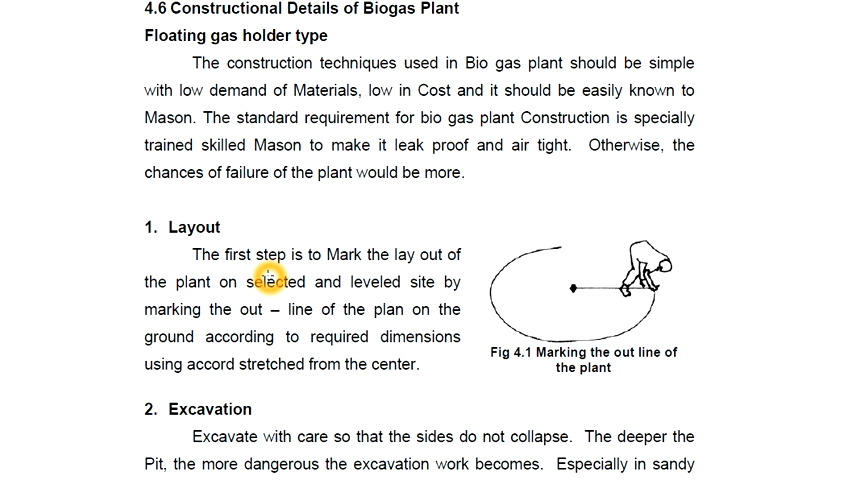 4.6 Constructional Details of Biogas Plant
Floating gas holder type
The construction techniques used in Bio gas plant should be simple
with low demand of Materials, low in Cost and it should be easily known to
Mason. The standard requirement for bio gas plant Construction is specially
trained skilled Mason to make it leak proof and air tight. Otherwise, the
chances of failure of the plant would be more.
1. Layout
The first step is to Mark the lay out of
the plant on selected and leveled site by
marking the out – line of the plan on the
ground according to required dimensions
using accord stretched from the center.
Fig 4.1 Marking the out line of
the plant
2. Excavation
Excavate with care so that the sides do not collapse. The deeper the
Pit, the more dangerous the excavation work becomes. Especially in sandy